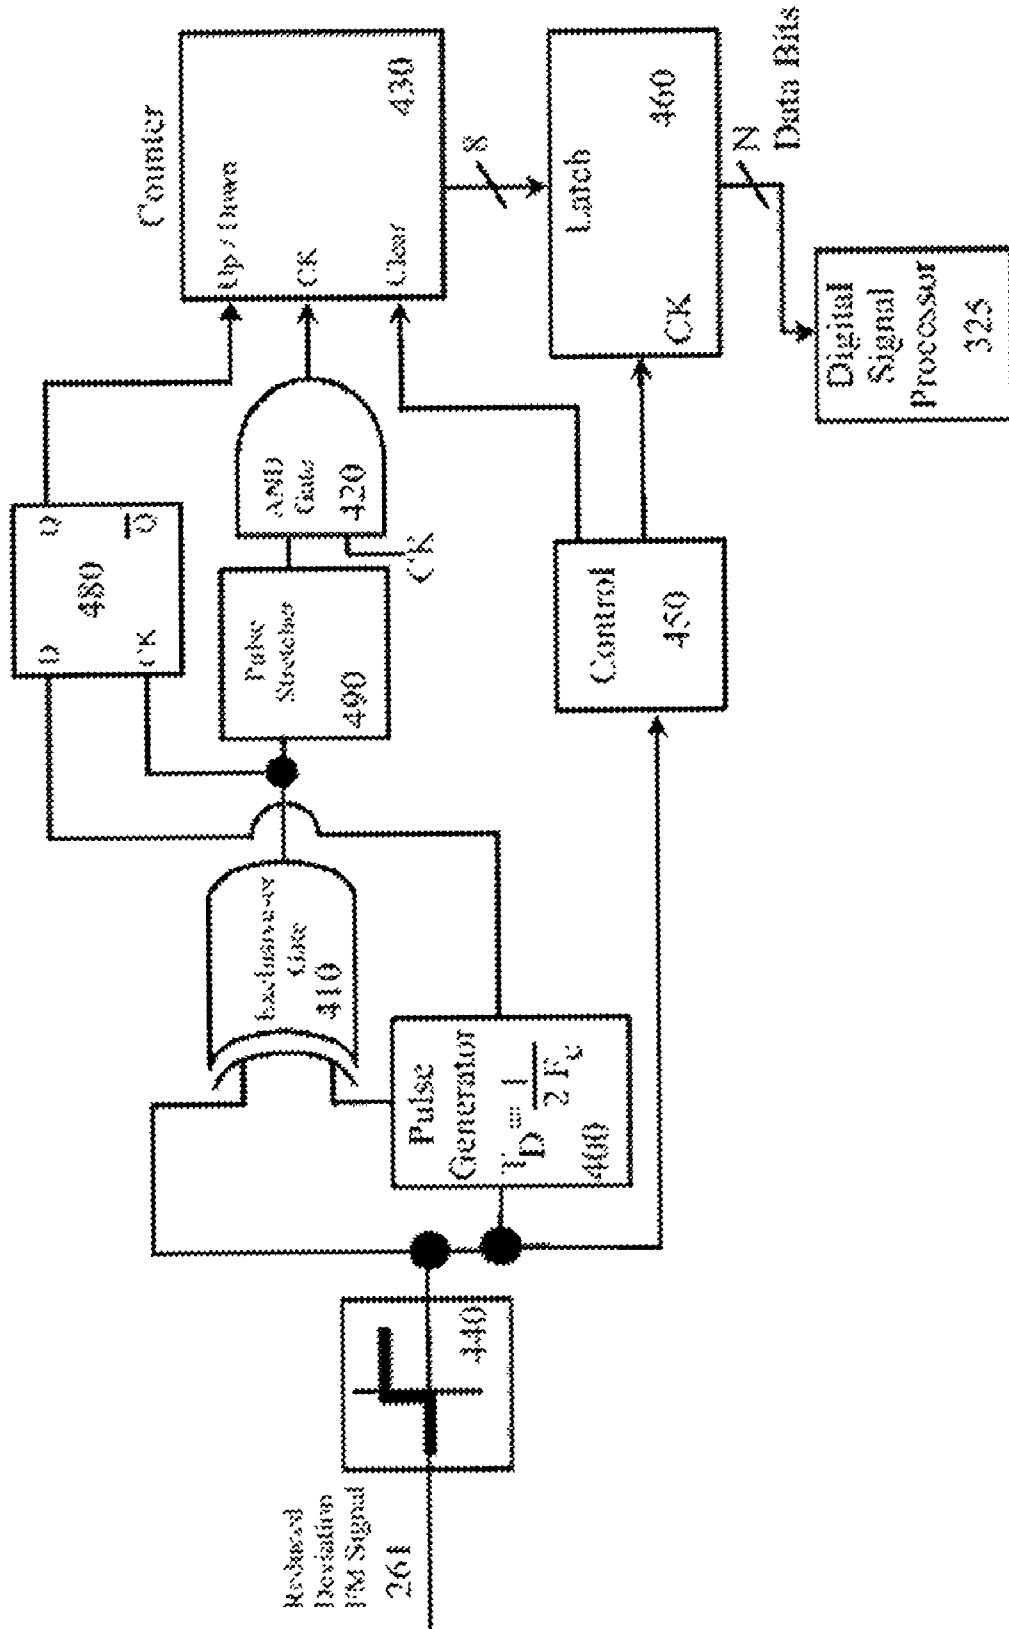 Reduced
Deviation
FM Signal
261
440
Pulse
Generator
T_D = 1 / 2 F_c
400
Exclusive-or
Gate
410
D
CK
480
Q
Q̅
Pulse
Stretcher
490
AND
Gate
420
CK
Control
450
Counter
Up / Down
CK
Clear
430
8
Latch
CK
460
N
Data Bits
Digital
Signal
Processor
325